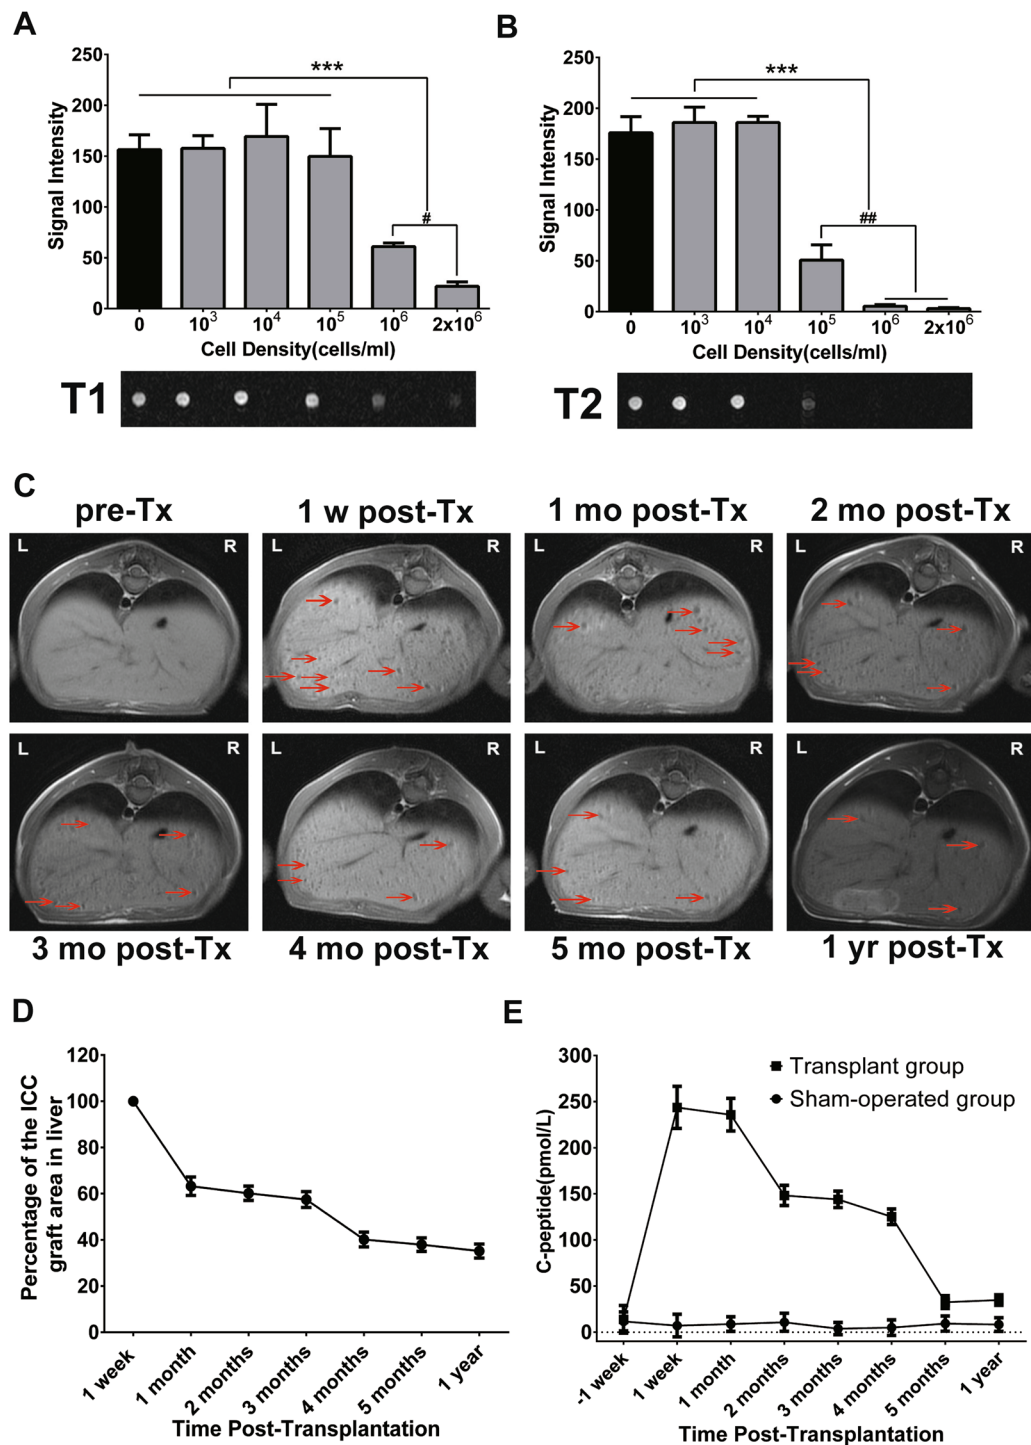 A
250
200
150
100
50
0
Signal Intensity
***
#
0 10³ 10⁴ 10⁵ 10⁶ 2x10⁶
Cell Density(cells/ml)
T1
B
250
200
150
100
50
0
Signal Intensity
***
##
0 10³ 10⁴ 10⁵ 10⁶ 2x10⁶
Cell Density(cells/ml)
T2
C
pre-Tx 1 w post-Tx 1 mo post-Tx 2 mo post-Tx
L R L R L R L R
L R L R L R L R
3 mo post-Tx 4 mo post-Tx 5 mo post-Tx 1 yr post-Tx
D
120
100
80
60
40
20
0
Percentage of the ICC
graft area in liver
1 week 1 month 2 months 3 months 4 months 5 months 1 year
Time Post-Transplantation
E
300
250
200
150
100
50
0
C-peptide(pmol/L)
Transplant group
Sham-operated group
-1 week 1 week 1 month 2 months 3 months 4 months 5 months 1 year
Time Post-Transplantation